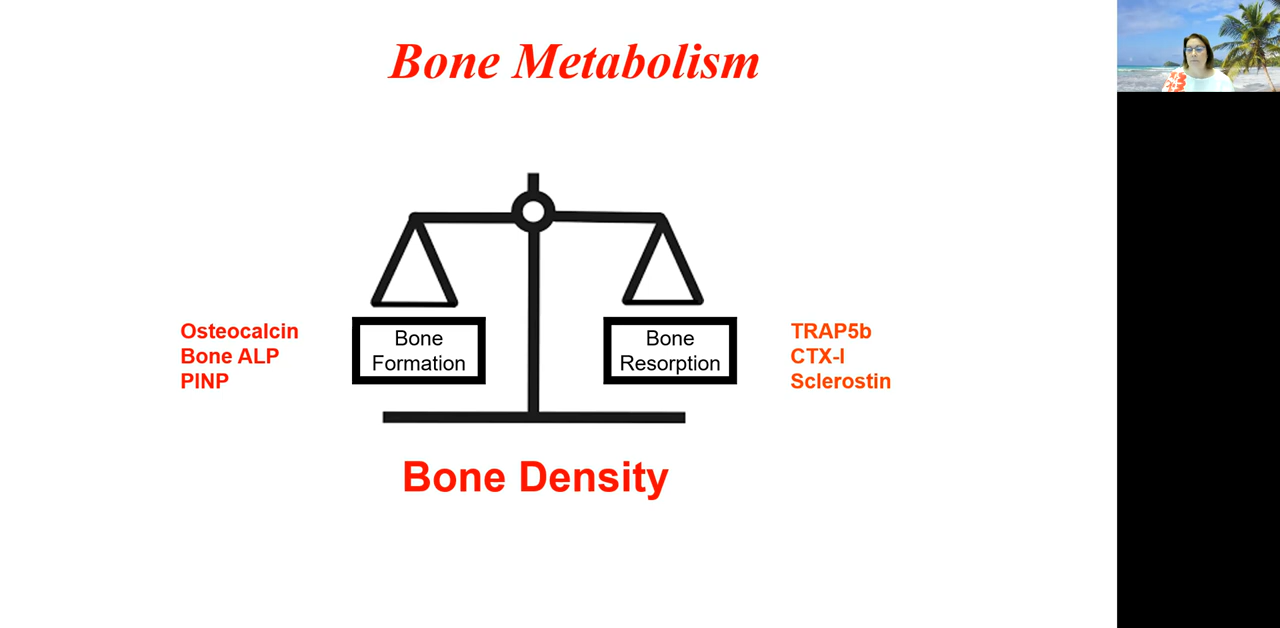 Bone Metabolism
Osteocalcin
Bone ALP
PINP
Bone
Formation
Bone
Resorption
TRAP5b
CTX-I
Sclerostin
Bone Density